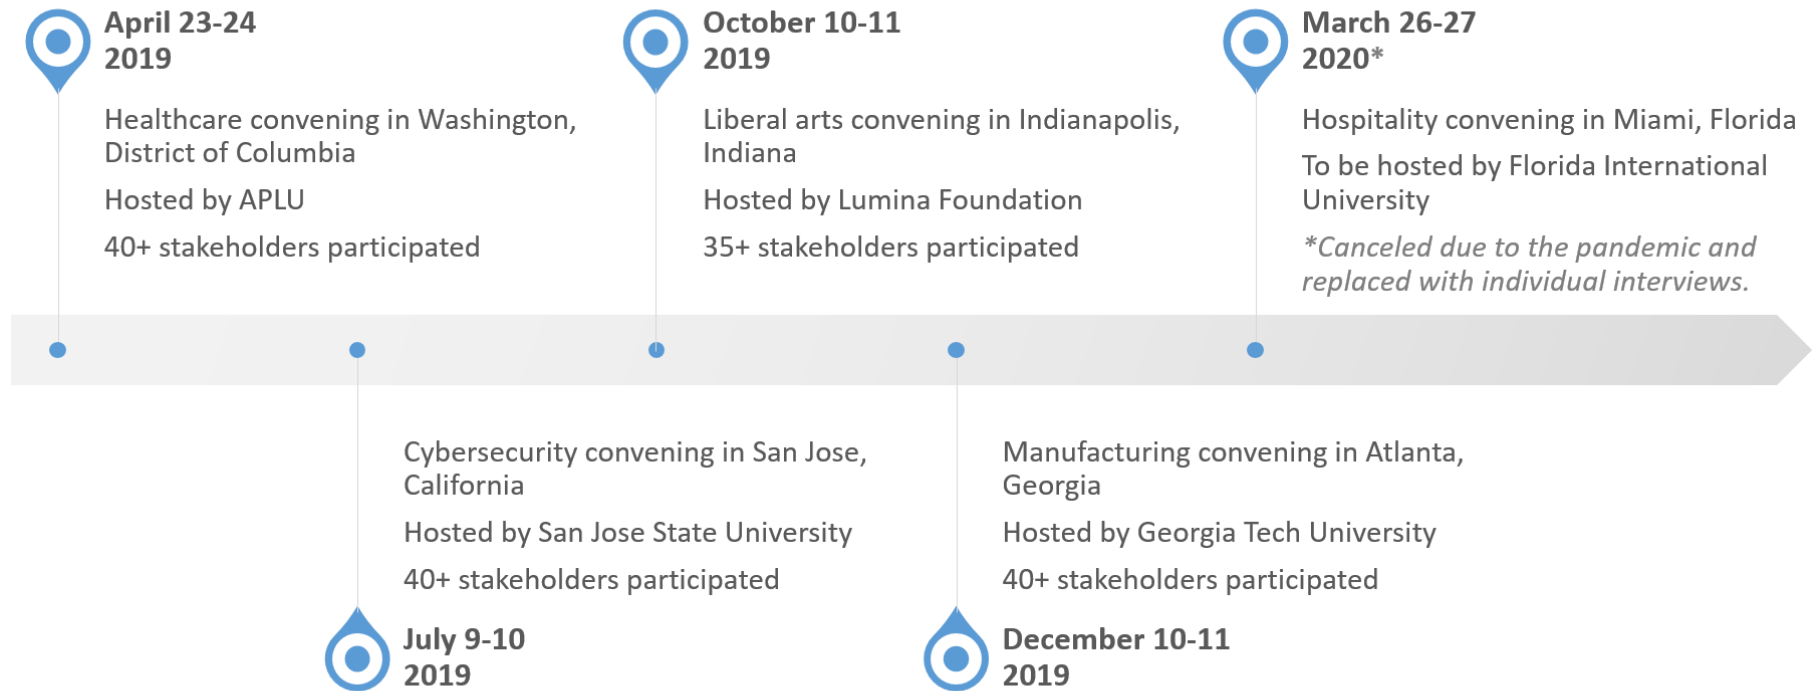 April 23-24
2019
Healthcare convening in Washington,
District of Columbia
Hosted by APLU
40+ stakeholders participated
October 10-11
2019
Liberal arts convening in Indianapolis,
Indiana
Hosted by Lumina Foundation
35+ stakeholders participated
March 26-27
2020*
Hospitality convening in Miami, Florida
To be hosted by Florida International
University
*Canceled due to the pandemic and
replaced with individual interviews.
Cybersecurity convening in San Jose,
California
Hosted by San Jose State University
40+ stakeholders participated
July 9-10
2019
Manufacturing convening in Atlanta,
Georgia
Hosted by Georgia Tech University
40+ stakeholders participated
December 10-11
2019